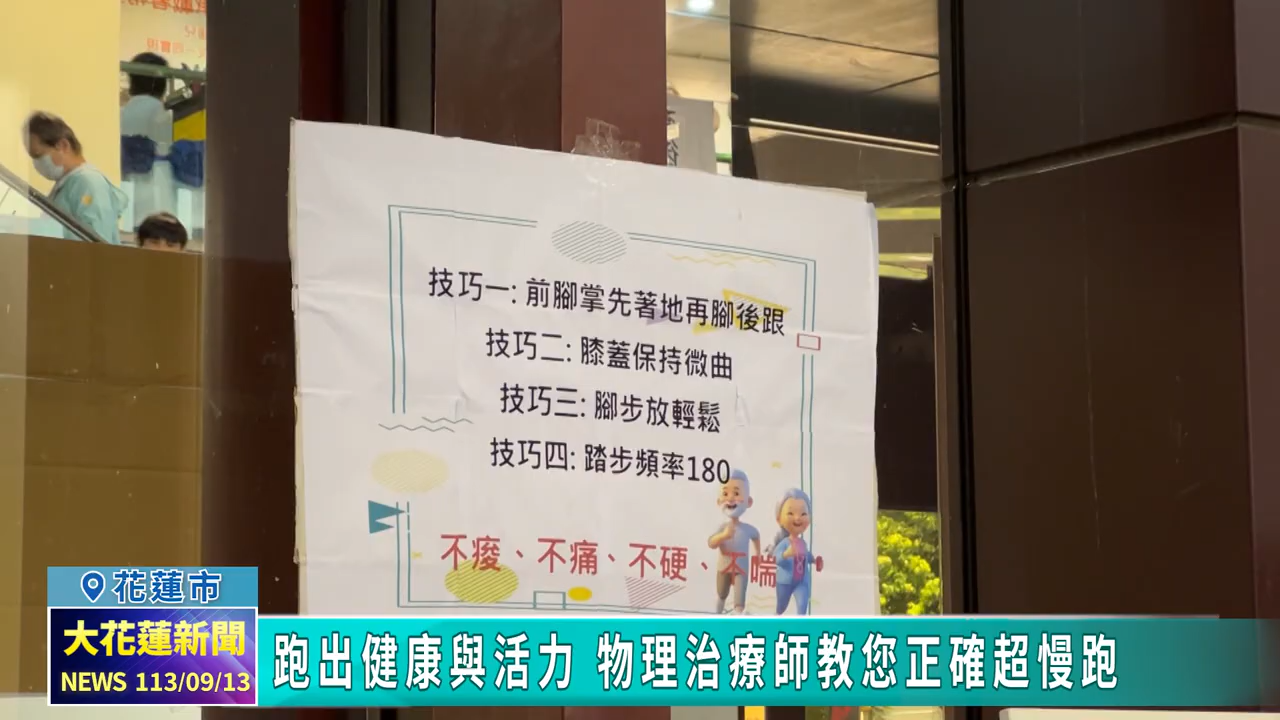 技巧一: 前腳掌先著地再腳後跟
技巧二: 膝蓋保持微曲
技巧三: 腳步放輕鬆
技巧四: 踏步頻率180
不痠、不痛、不硬、不喘
花蓮市
大花蓮新聞
NEWS 113/09/13
跑出健康與活力 物理治療師教您正確超慢跑